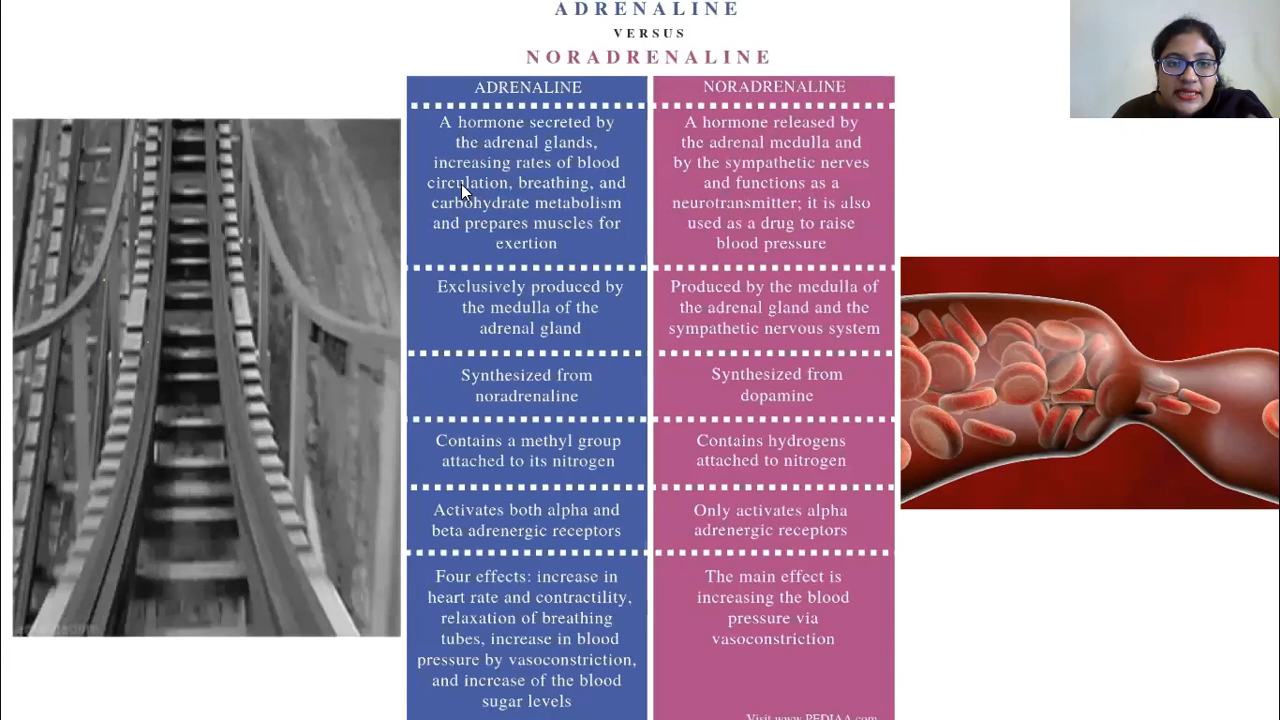 ADRENALINE
VERSUS
NORADRENALINE
ADRENALINE
A hormone secreted by
the adrenal glands,
increasing rates of blood
circulation, breathing, and
carbohydrate metabolism
and prepares muscles for
exertion
Exclusively produced by
the medulla of the
adrenal gland
Synthesized from
noradrenaline
Contains a methyl group
attached to its nitrogen
Activates both alpha and
beta adrenergic receptors
Four effects: increase in
heart rate and contractility,
relaxation of breathing
tubes, increase in blood
pressure by vasoconstriction,
and increase of the blood
sugar levels
NORADRENALINE
A hormone released by
the adrenal medulla and
by the sympathetic nerves
and functions as a
neurotransmitter; it is also
used as a drug to raise
blood pressure
Produced by the medulla of
the adrenal gland and the
sympathetic nervous system
Synthesized from
dopamine
Contains hydrogens
attached to nitrogen
Only activates alpha
adrenergic receptors
The main effect is
increasing the blood
pressure via
vasoconstriction
Visit www.PEDIAA.com